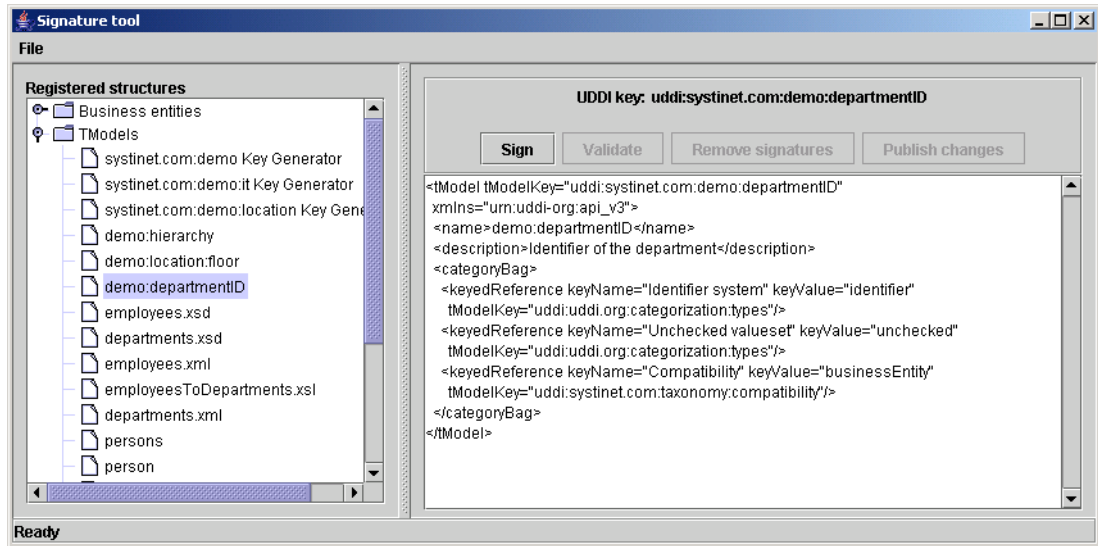 Signature tool
File
Registered structures
Business entities
TModels
systinet.com:demo Key Generator
systinet.com:demo:it Key Generator
systinet.com:demo:location Key Gene
demo:hierarchy
demo:location:floor
demo:departmentID
employees.xsd
departments.xsd
employees.xml
employeesToDepartments.xsl
departments.xml
persons
person
UDDI key: uddi:systinet.com:demo:departmentID
Sign Validate Remove signatures Publish changes
<tModel tModelKey="uddi:systinet.com:demo:departmentID"
xmlns="urn:uddi-org:api_v3">
<name>demo:departmentID</name>
<description>Identifier of the department</description>
<categoryBag>
<keyedReference keyName="Identifier system" keyValue="identifier"
tModelKey="uddi:uddi.org:categorization:types"/>
<keyedReference keyName="Unchecked valueset" keyValue="unchecked"
tModelKey="uddi:uddi.org:categorization:types"/>
<keyedReference keyName="Compatibility" keyValue="businessEntity"
tModelKey="uddi:systinet.com:taxonomy:compatibility"/>
</categoryBag>
</tModel>
Ready